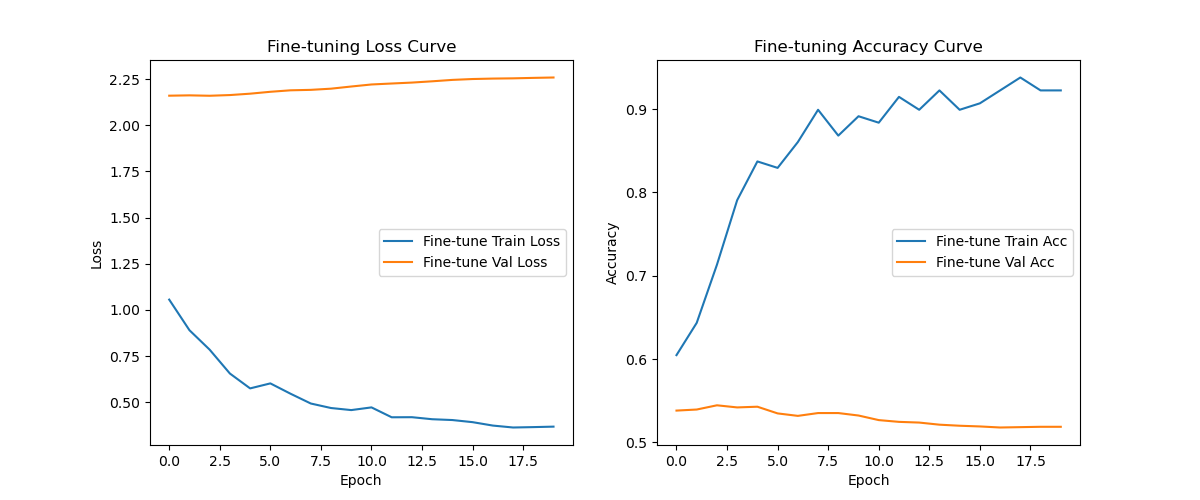 Fine-tuning Loss Curve
2.25
2.00
1.75
1.50
1.25
1.00
0.75
0.50
Loss
Fine-tune Train Loss
Fine-tune Val Loss
0.0 2.5 5.0 7.5 10.0 12.5 15.0 17.5
Epoch
Fine-tuning Accuracy Curve
0.9
0.8
0.7
0.6
0.5
Accuracy
Fine-tune Train Acc
Fine-tune Val Acc
0.0 2.5 5.0 7.5 10.0 12.5 15.0 17.5
Epoch